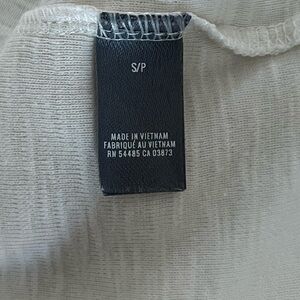 S/P
MADE IN VIETNAM
FABRIQUÉ AU VIETNAM
RN 54485 CA 03873